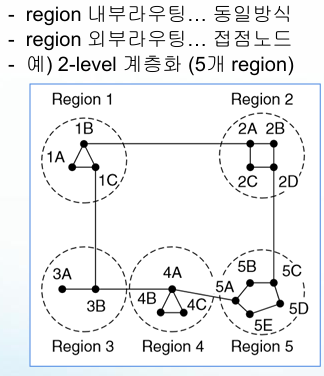 - region 내부라우팅... 동일방식
- region 외부라우팅... 접점노드
- 예) 2-level 계층화 (5개 region)
Region 1
Region 2
1B
2A 2B
1A
1C
2C
2D
3A
3B
4A
4B
4C
5A
5B
5C
5D
5E
Region 3
Region 4
Region 5